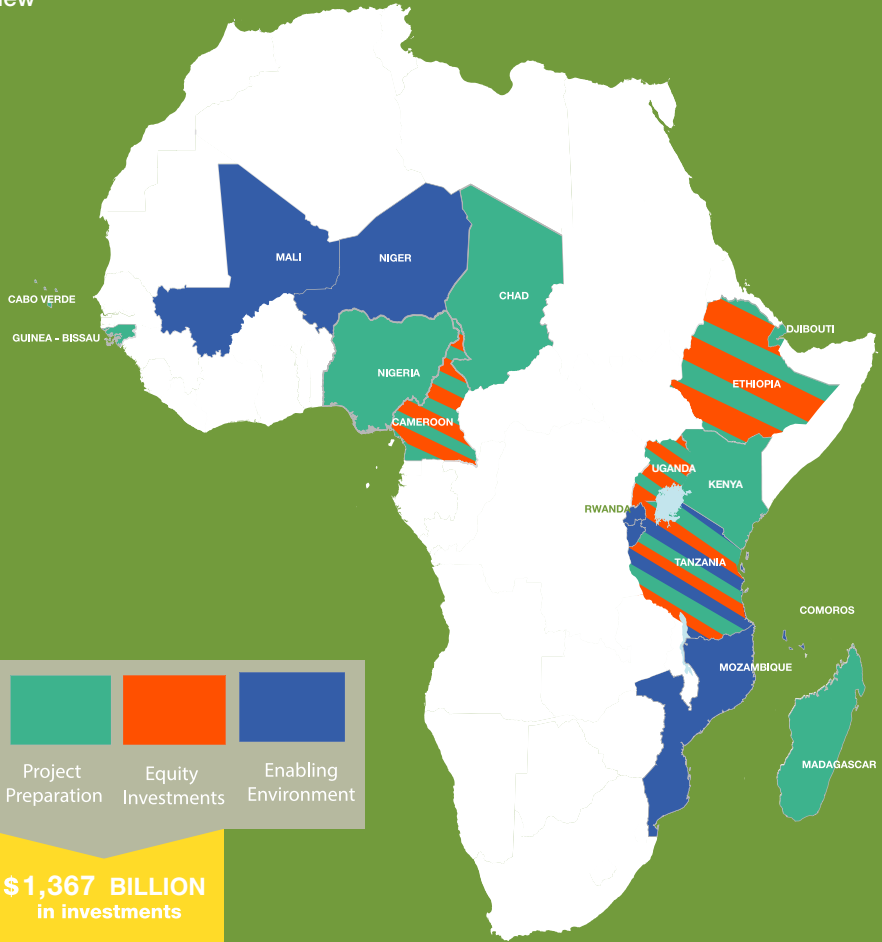 MALI
NIGER
CHAD
CABO VERDE
GUINEA - BISSAU
DJIBOUTI
NIGERIA
ETHIOPIA
CAMEROON
UGANDA
KENYA
RWANDA
TANZANIA
COMOROS
MOZAMBIQUE
MADAGASCAR
Project
Preparation
Equity
Investments
Enabling
Environment
$1,367 BILLION
in investments